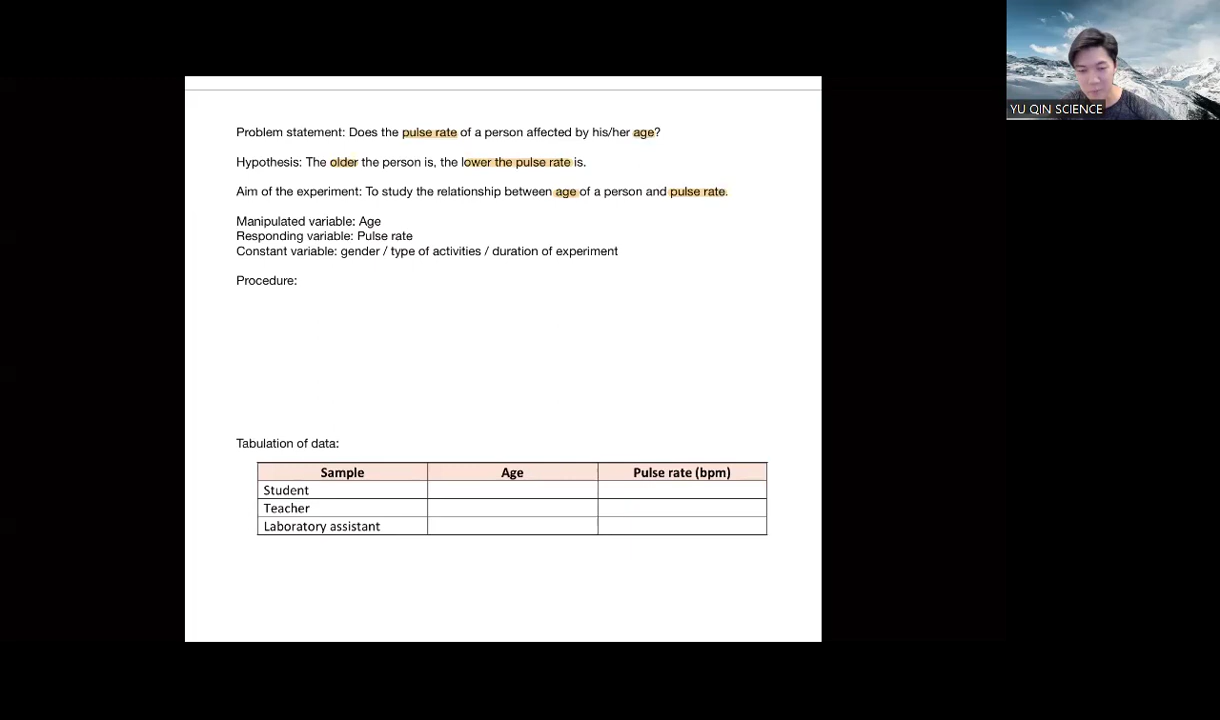 YU QIN SCIENCE
Problem statement: Does the pulse rate of a person affected by his/her age?
Hypothesis: The older the person is, the lower the pulse rate is.
Aim of the experiment: To study the relationship between age of a person and pulse rate.
Manipulated variable: Age
Responding variable: Pulse rate
Constant variable: gender / type of activities / duration of experiment
Procedure:
Tabulation of data:
Sample Age Pulse rate (bpm)
Student
Teacher
Laboratory assistant